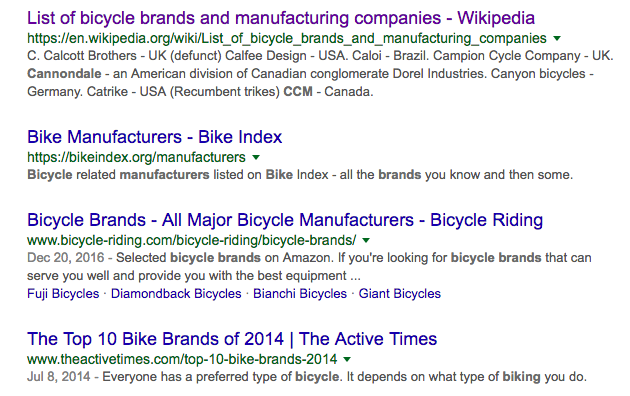 List of bicycle brands and manufacturing companies - Wikipedia
https://en.wikipedia.org/wiki/List_of_bicycle_brands_and_manufacturing_companies
C. Calcott Brothers - UK (defunct) Calfee Design - USA. Caloi - Brazil. Campion Cycle Company - UK.
Cannondale - an American division of Canadian conglomerate Dorel Industries. Canyon bicycles -
Germany. Catrike - USA (Recumbent trikes) CCM - Canada.
Bike Manufacturers - Bike Index
https://bikeindex.org/manufacturers
Bicycle related manufacturers listed on Bike Index - all the brands you know and then some.
Bicycle Brands - All Major Bicycle Manufacturers - Bicycle Riding
www.bicycle-riding.com/bicycle-riding/bicycle-brands/
Dec 20, 2016 - Selected bicycle brands on Amazon. If you're looking for bicycle brands that can
serve you well and provide you with the best equipment ...
Fuji Bicycles · Diamondback Bicycles · Bianchi Bicycles · Giant Bicycles
The Top 10 Bike Brands of 2014 | The Active Times
www.theactivetimes.com/top-10-bike-brands-2014
Jul 8, 2014 - Everyone has a preferred type of bicycle. It depends on what type of biking you do.